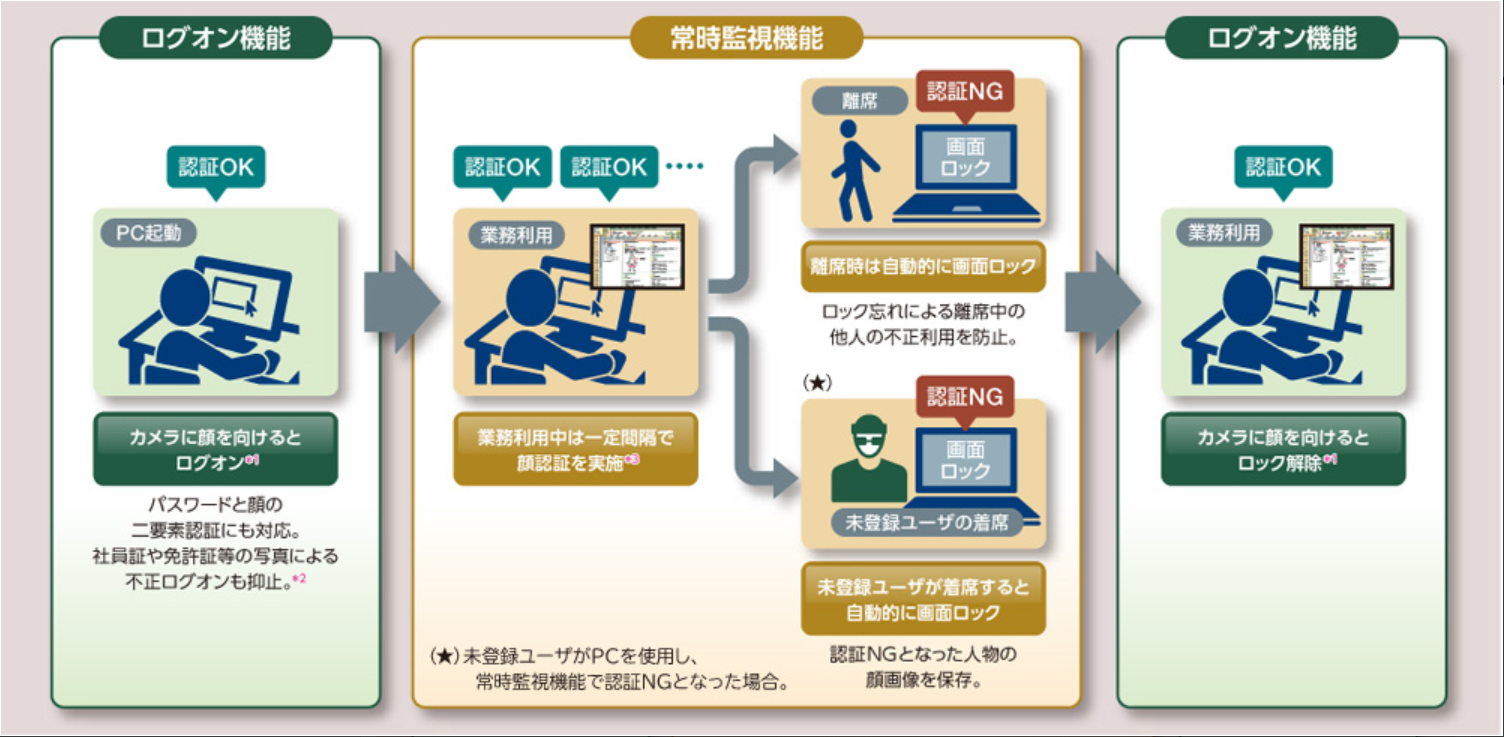 ログオン機能
認証OK
PC起動
カメラに顔を向けると
ログオン*1
パスワードと顔の
二要素認証にも対応。
社員証や免許証等の写真による
不正ログオンも抑止。*2
常時監視機能
認証OK 認証OK ····
業務利用
業務利用中は一定間隔で
顔認証を実施*3
離席
認証NG
画面
ロック
離席時は自動的に画面ロック
ロック忘れによる離席中の
他人の不正利用を防止。
(★)
認証NG
画面
ロック
未登録ユーザの着席
未登録ユーザが着席すると
自動的に画面ロック
認証NGとなった人物の
顔画像を保存。
(★)未登録ユーザがPCを使用し、
常時監視機能で認証NGとなった場合。
ログオン機能
認証OK
業務利用
カメラに顔を向けると
ロック解除*1